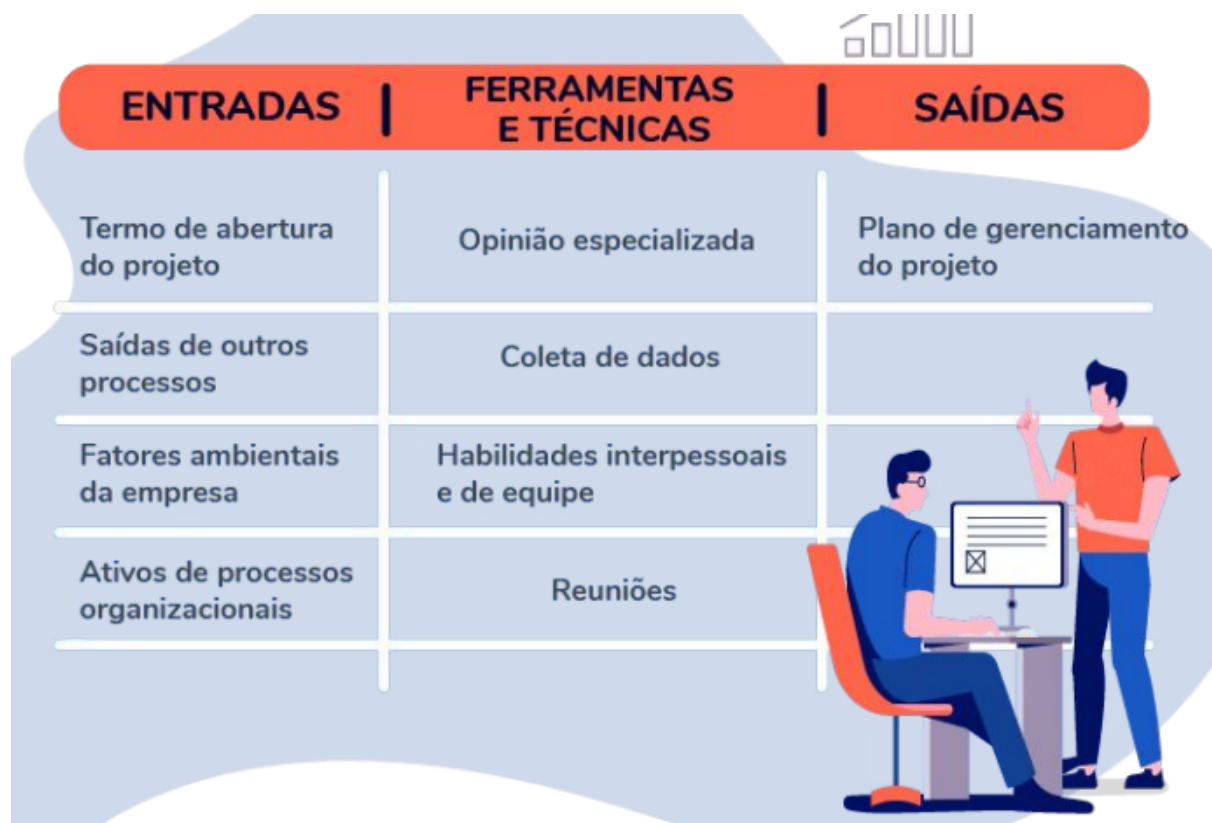 ENTRADAS
FERRAMENTAS
E TÉCNICAS
SAÍDAS
Termo de abertura
do projeto
Opinião especializada
Plano de gerenciamento
do projeto
Saídas de outros
processos
Coleta de dados
Fatores ambientais
da empresa
Habilidades interpessoais
e de equipe
Ativos de processos
organizacionais
Reuniões